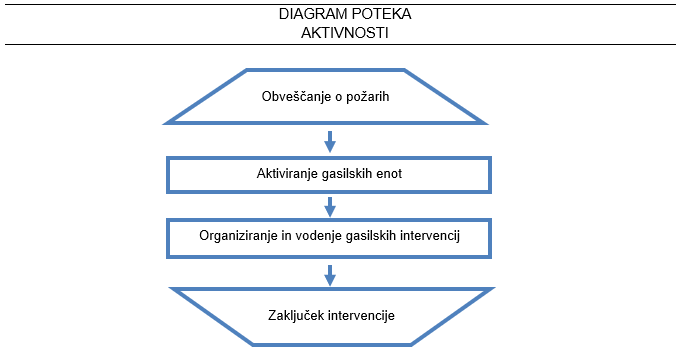 DIAGRAM POTEKA
AKTIVNOSTI
Obveščanje o požarih
Aktiviranje gasilskih enot
Organiziranje in vodenje gasilskih intervencij
Zaključek intervencije